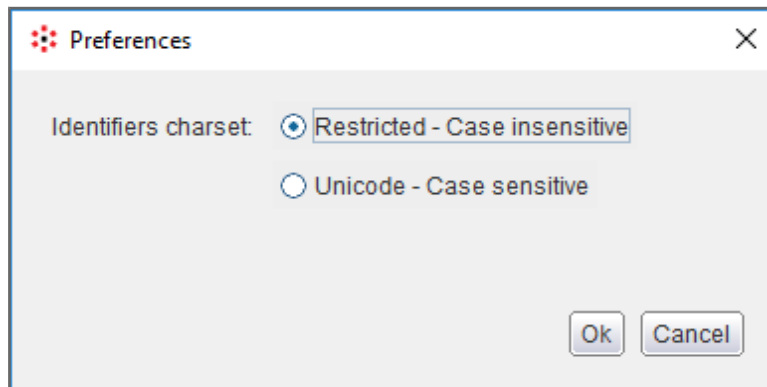 Preferences
Identifiers charset: Restricted - Case insensitive
Unicode - Case sensitive
Ok Cancel